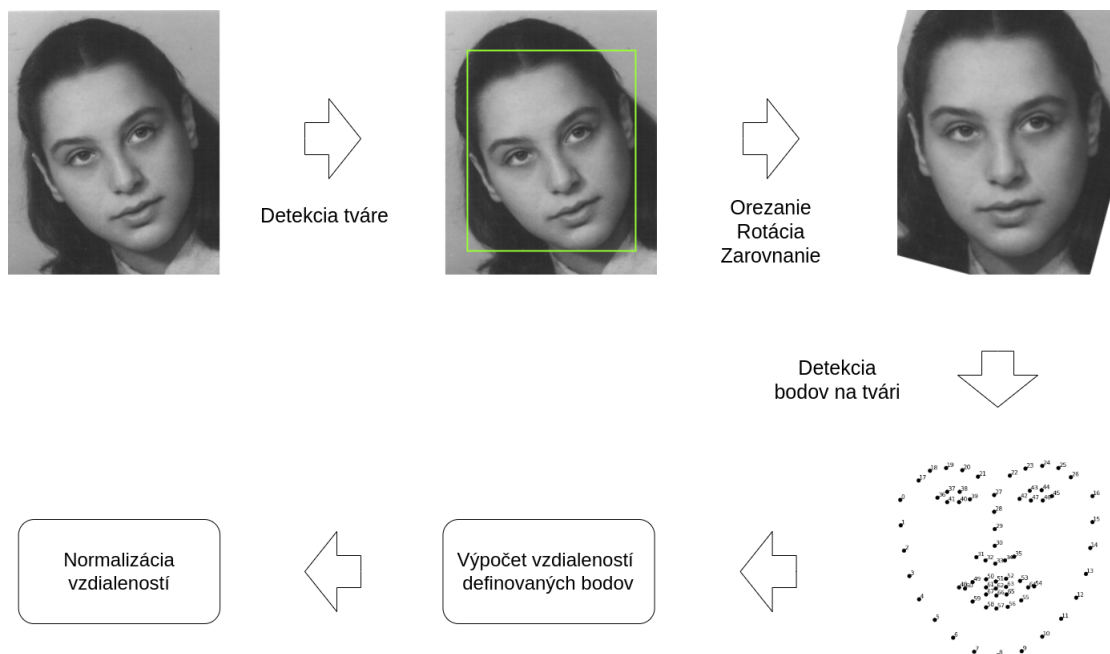 Detekcia tváre
Orezanie
Rotácia
Zarovnanie
Detekcia
bodov na tvári
Výpočet vzdialeností
definovaných bodov
Normalizácia
vzdialeností